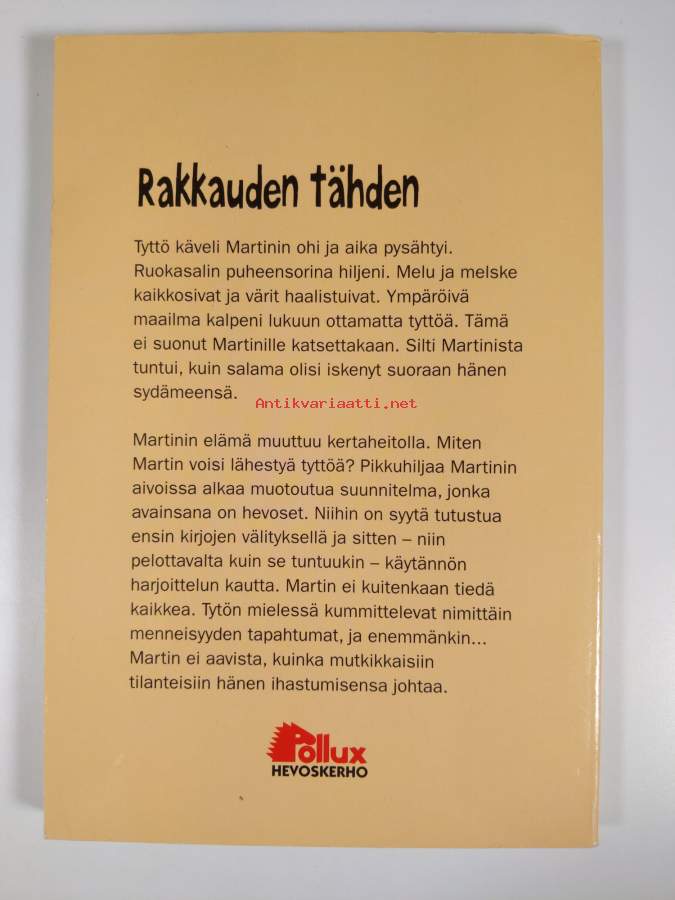 Rakkauden tähden
Tyttö käveli Martinin ohi ja aika pysähtyi.
Ruokasalin puheensorina hiljeni. Melu ja melske
kaikkosivat ja värit haalistuivat. Ympäröivä
maailma kalpeni lukuun ottamatta tyttöä. Tämä
ei suonut Martinille katsettakaan. Silti Martinista
tuntui, kuin salama olisi iskenyt suoraan hänen
sydämeensä.
Antikvariaatti.net
Martinin elämä muuttuu kertaheitolla. Miten
Martin voisi lähestyä tyttöä? Pikkuhiljaa Martinin
aivoissa alkaa muotoutua suunnitelma, jonka
avainsana on hevoset. Niihin on syytä tutustua
ensin kirjojen välityksellä ja sitten – niin
pelottavalta kuin se tuntuukin – käytännön
harjoittelun kautta. Martin ei kuitenkaan tiedä
kaikkea. Tytön mielessä kummittelevat nimittäin
menneisyyden tapahtumat, ja enemmänkin...
Martin ei aavista, kuinka mutkikkaisiin
tilanteisiin hänen ihastumisensa johtaa.
Pollux
HEVOSKERHO